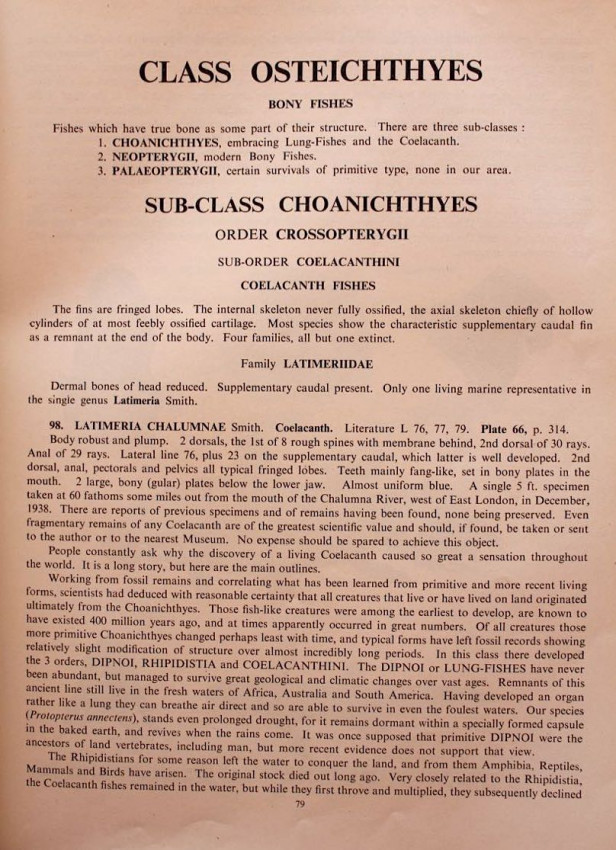 CLASS OSTEICHTHYES
BONY FISHES
Fishes which have true bone as some part of their structure. There are three sub-classes :
1. CHOANICHTHYES, embracing Lung-Fishes and the Coelacanth.
2. NEOPTERYGII, modern Bony Fishes.
3. PALAEOPTERYGII, certain survivals of primitive type, none in our area.
SUB-CLASS CHOANICHTHYES
ORDER CROSSOPTERYGII
SUB-ORDER COELACANTHINI
COELACANTH FISHES
The fins are fringed lobes. The internal skeleton never fully ossified, the axial skeleton chiefly of hollow
cylinders of at most feebly ossified cartilage. Most species show the characteristic supplementary caudal fin
as a remnant at the end of the body. Four families, all but one extinct.
Family LATIMERIIDAE
Dermal bones of head reduced. Supplementary caudal present. Only one living marine representative in
the single genus Latimeria Smith.
98. LATIMERIA CHALUMNAE Smith. Coelacanth. Literature L 76, 77, 79. Plate 66, p. 314.
Body robust and plump. 2 dorsals, the 1st of 8 rough spines with membrane behind, 2nd dorsal of 30 rays.
Anal of 29 rays. Lateral line 76, plus 23 on the supplementary caudal, which latter is well developed. 2nd
dorsal, anal, pectorals and pelvics all typical fringed lobes. Teeth mainly fang-like, set in bony plates in the
mouth. 2 large, bony (gular) plates below the lower jaw. Almost uniform blue. A single 5 ft. specimen
taken at 60 fathoms some miles out from the mouth of the Chalumna River, west of East London, in December,
1938. There are reports of previous specimens and of remains having been found, none being preserved. Even
fragmentary remains of any Coelacanth are of the greatest scientific value and should, if found, be taken or sent
to the author or to the nearest Museum. No expense should be spared to achieve this object.
People constantly ask why the discovery of a living Coelacanth caused so great a sensation throughout
the world. It is a long story, but here are the main outlines.
Working from fossil remains and correlating what has been learned from primitive and more recent living
forms, scientists had deduced with reasonable certainty that all creatures that live or have lived on land originated
ultimately from the Choanichthyes. Those fish-like creatures were among the earliest to develop, are known to
have existed 400 million years ago, and at times apparently occurred in great numbers. Of all creatures those
more primitive Choanichthyes changed perhaps least with time, and typical forms have left fossil records showing
relatively slight modification of structure over almost incredibly long periods. In this class there developed
the 3 orders, DIPNOI, RHIPIDISTIA and COELACANTHINI. The DIPNOI or LUNG-FISHES have never
been abundant, but managed to survive great geological and climatic changes over vast ages. Remnants of this
ancient line still live in the fresh waters of Africa, Australia and South America. Having developed an organ
rather like a lung they can breathe air direct and so are able to survive in even the foulest waters. Our species
(Protopterus annectens), stands even prolonged drought, for it remains dormant within a specially formed capsule
in the baked earth, and revives when the rains come. It was once supposed that primitive DIPNOI were the
ancestors of land vertebrates, including man, but more recent evidence does not support that view.
The Rhipidistians for some reason left the water to conquer the land, and from them Amphibia, Reptiles,
Mammals and Birds have arisen. The original stock died out long ago. Very closely related to the Rhipidistia,
the Coelacanth fishes remained in the water, but while they first throve and multiplied, they subsequently declined
79